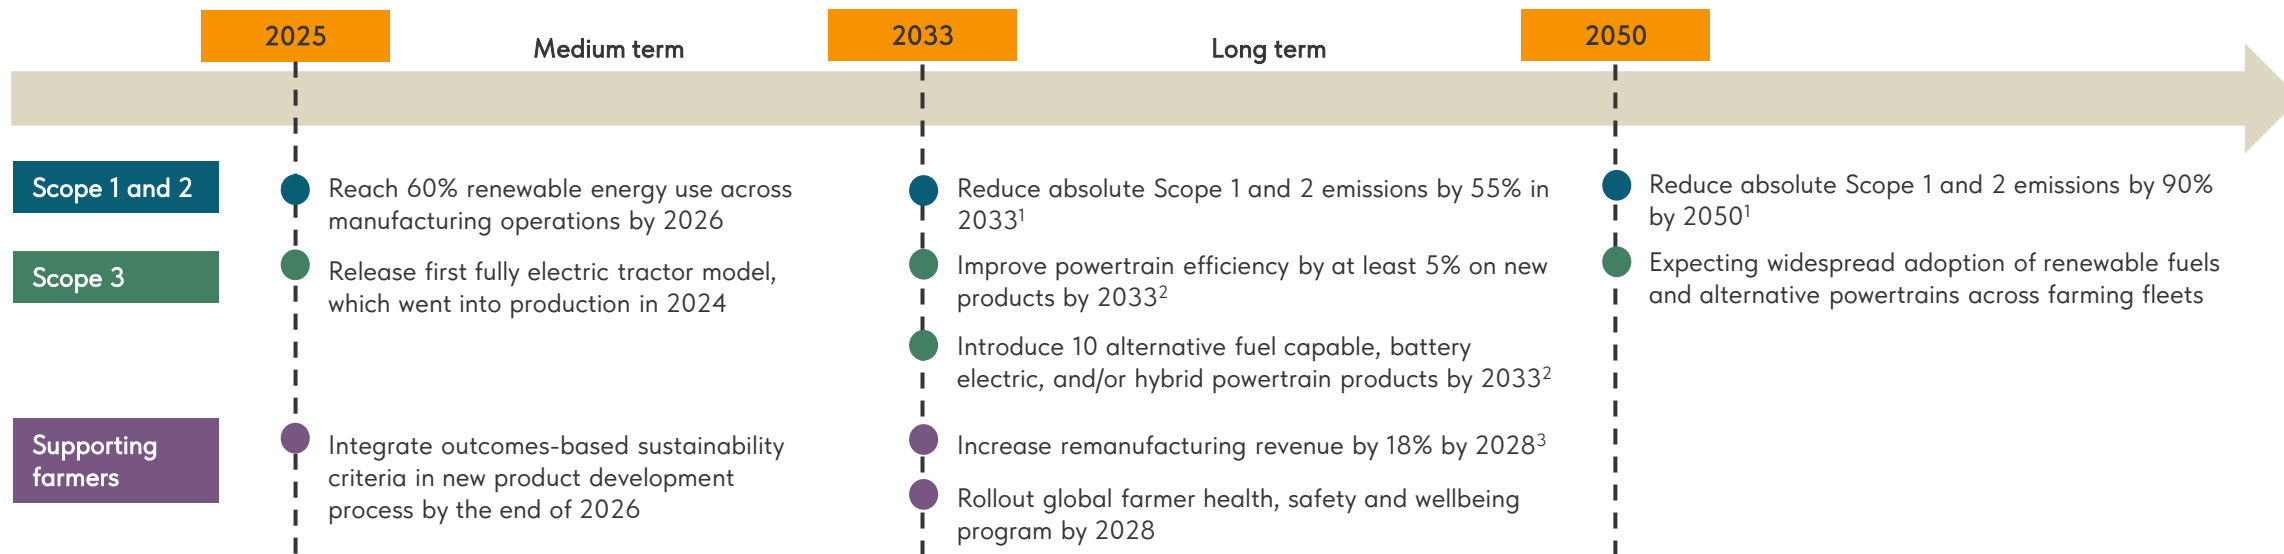 2025
Medium term
2033
Long term
2050
Scope 1 and 2
Reach 60% renewable energy use across
manufacturing operations by 2026
Reduce absolute Scope 1 and 2 emissions by 55% in
2033¹
Reduce absolute Scope 1 and 2 emissions by 90%
by 2050¹
Scope 3
Release first fully electric tractor model,
which went into production in 2024
Improve powertrain efficiency by at least 5% on new
products by 2033²
Introduce 10 alternative fuel capable, battery
electric, and/or hybrid powertrain products by 2033²
Expecting widespread adoption of renewable fuels
and alternative powertrains across farming fleets
Supporting
farmers
Integrate outcomes-based sustainability
criteria in new product development
process by the end of 2026
Increase remanufacturing revenue by 18% by 2028³
Rollout global farmer health, safety and wellbeing
program by 2028